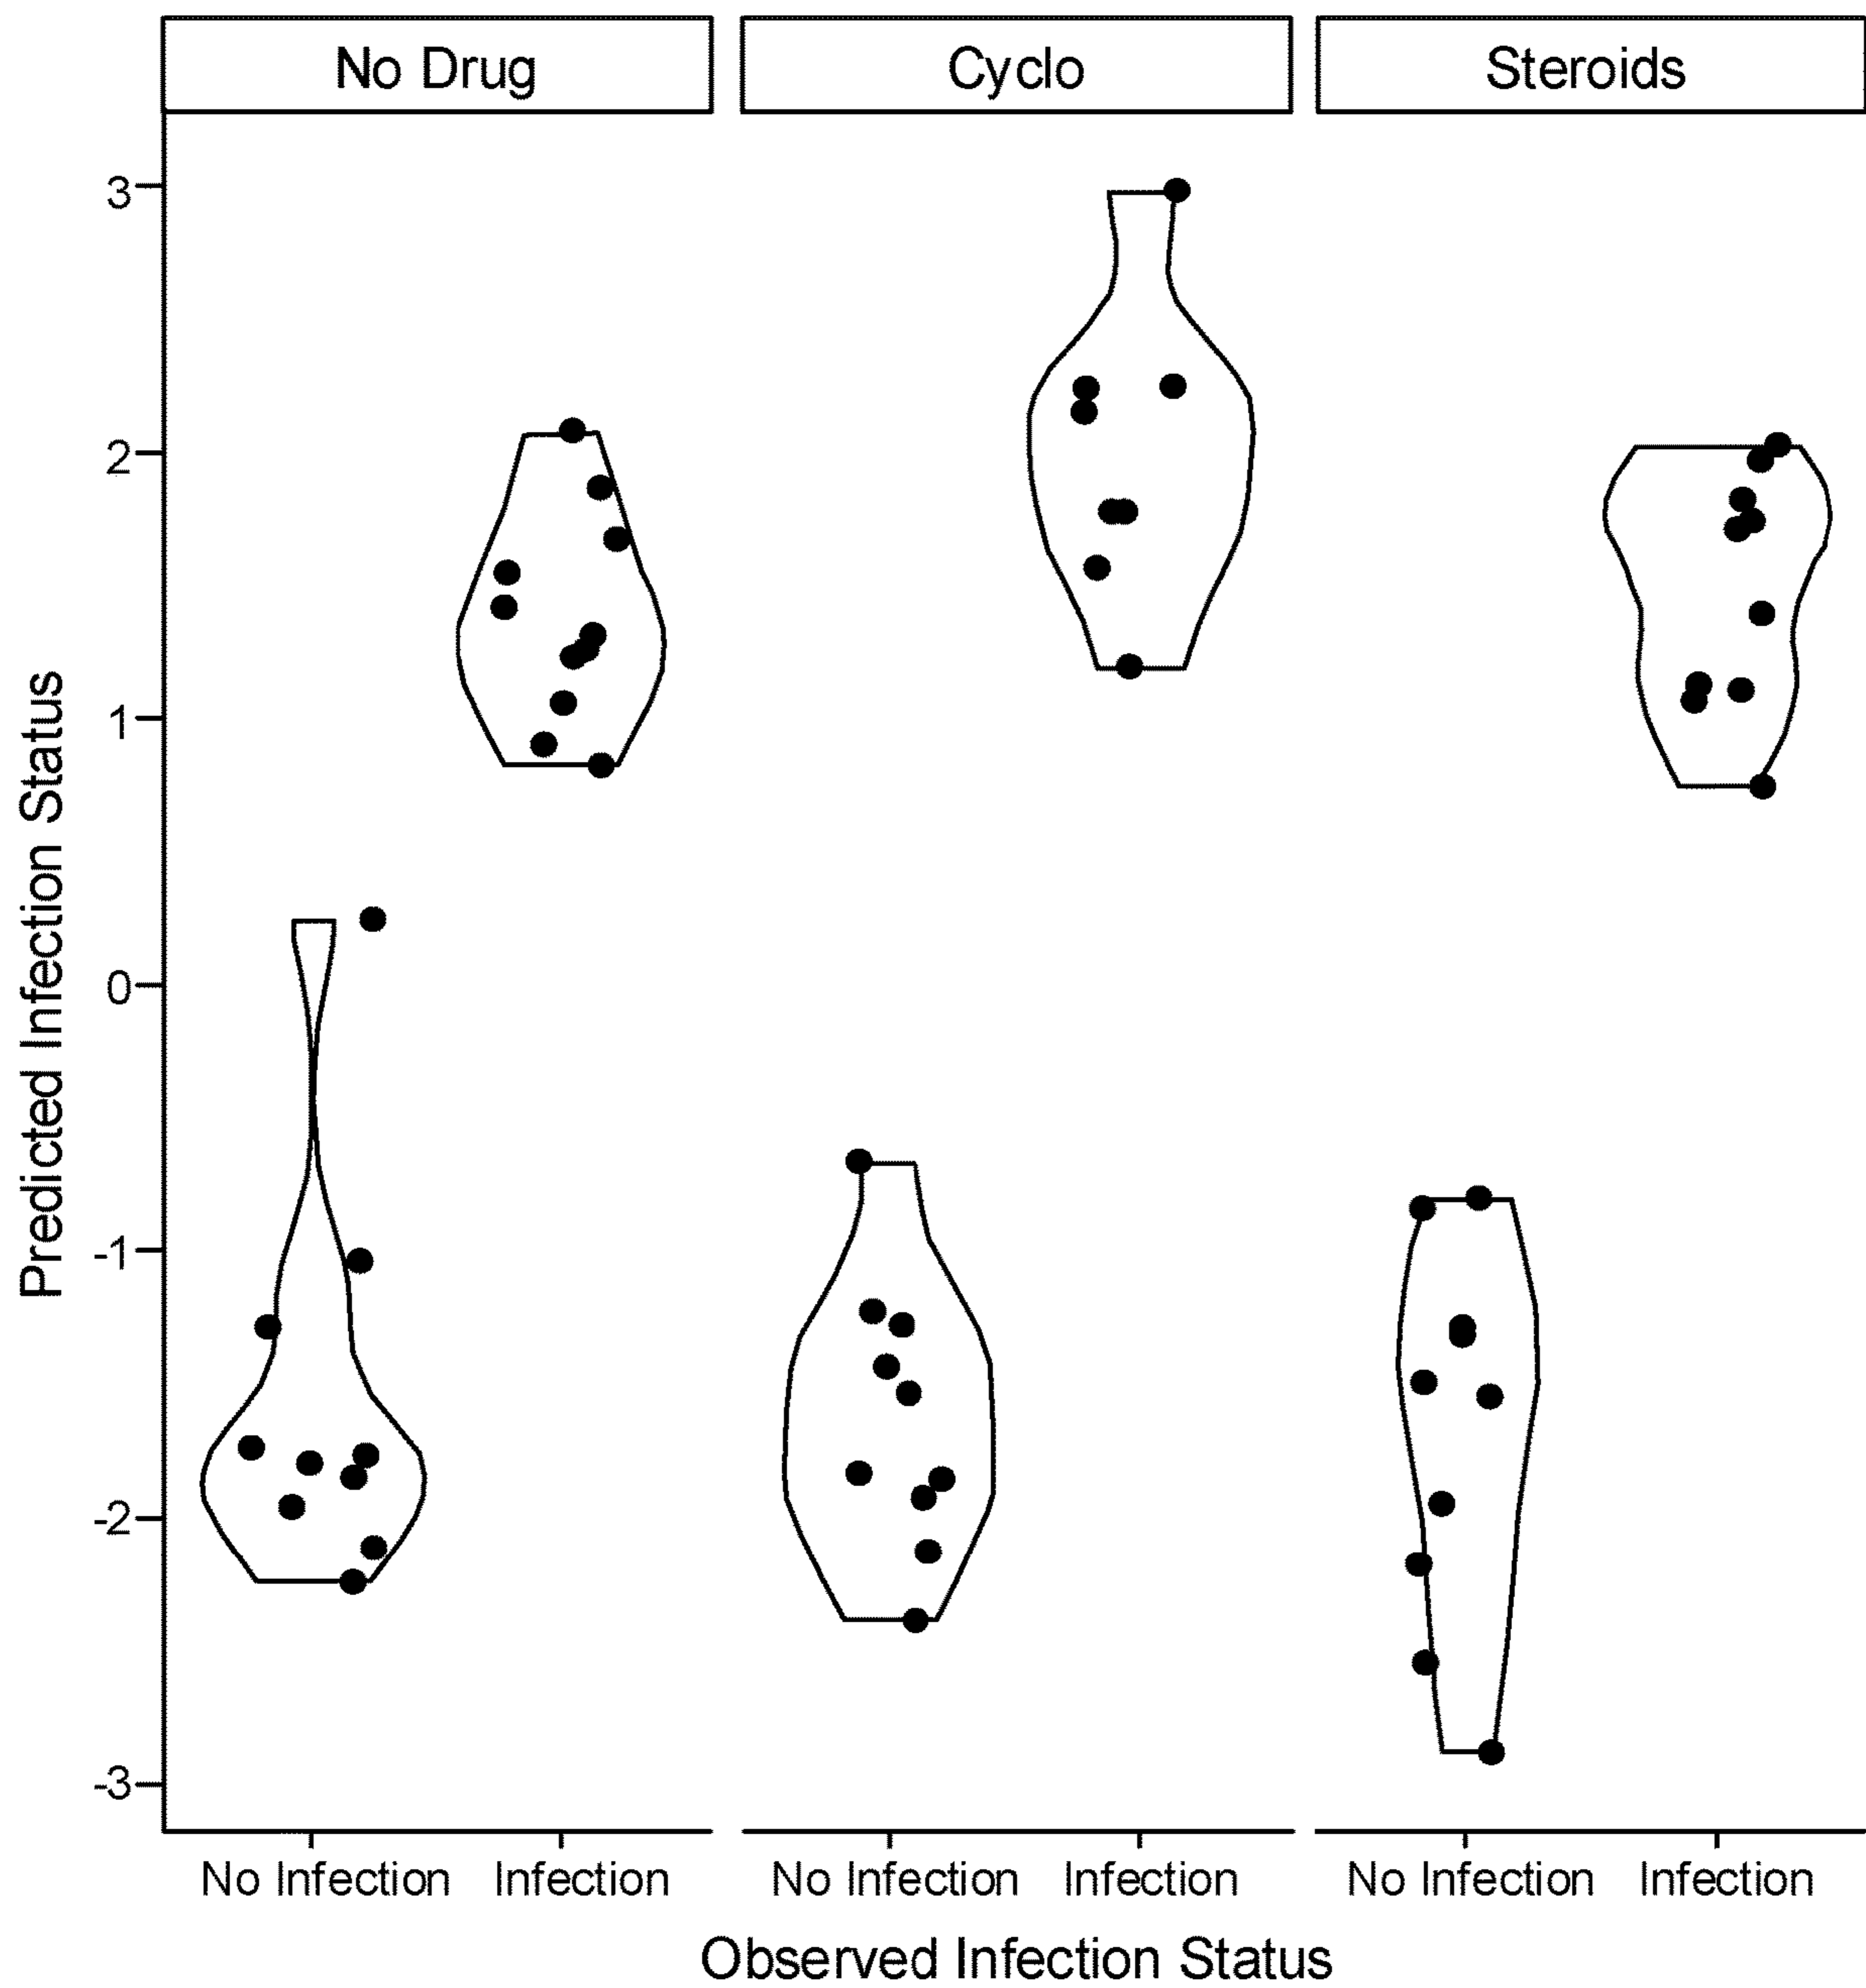 No Drug
Cyclo
Steroids
Predicted Infection Status
3
2
1
0
-1
-2
-3
No Infection
Infection
No Infection
Infection
No Infection
Infection
Observed Infection Status